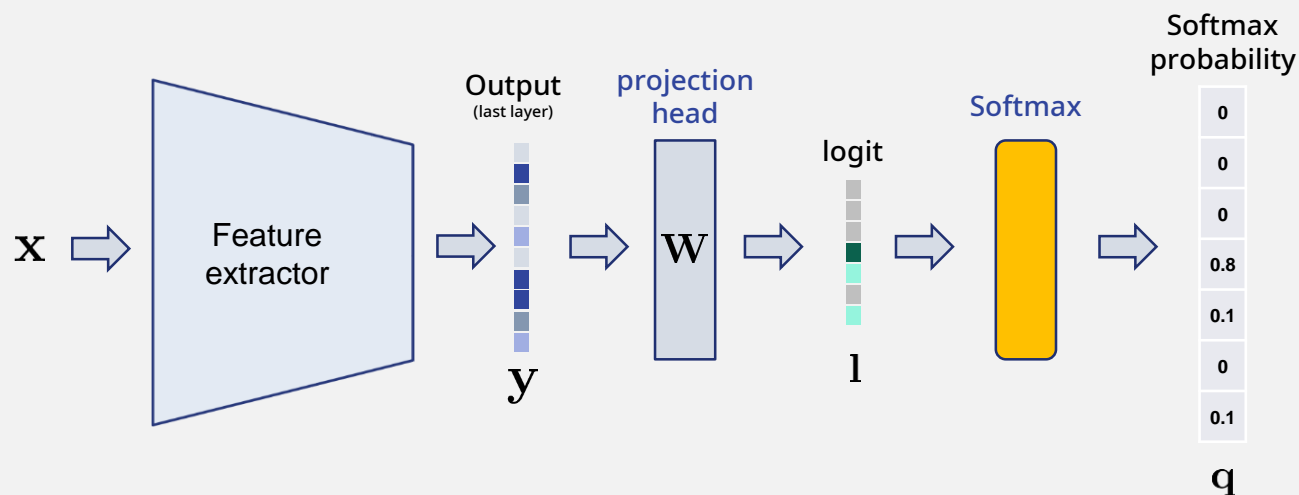 x
Feature
extractor
Output
(last layer)
y
projection
head
W
logit
l
Softmax
Softmax
probability
0
0
0
0.8
0.1
0
0.1
q